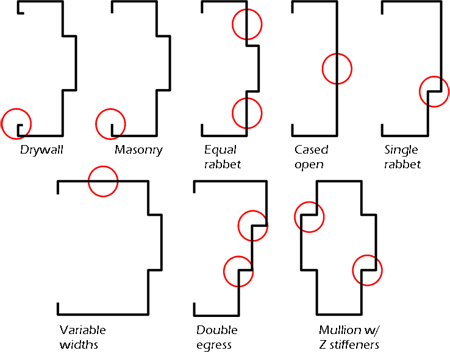 Drywall
Masonry
Equal
rabbet
Cased
open
Single
rabbet
Variable
widths
Double
egress
Mullion w/
Z stiffeners